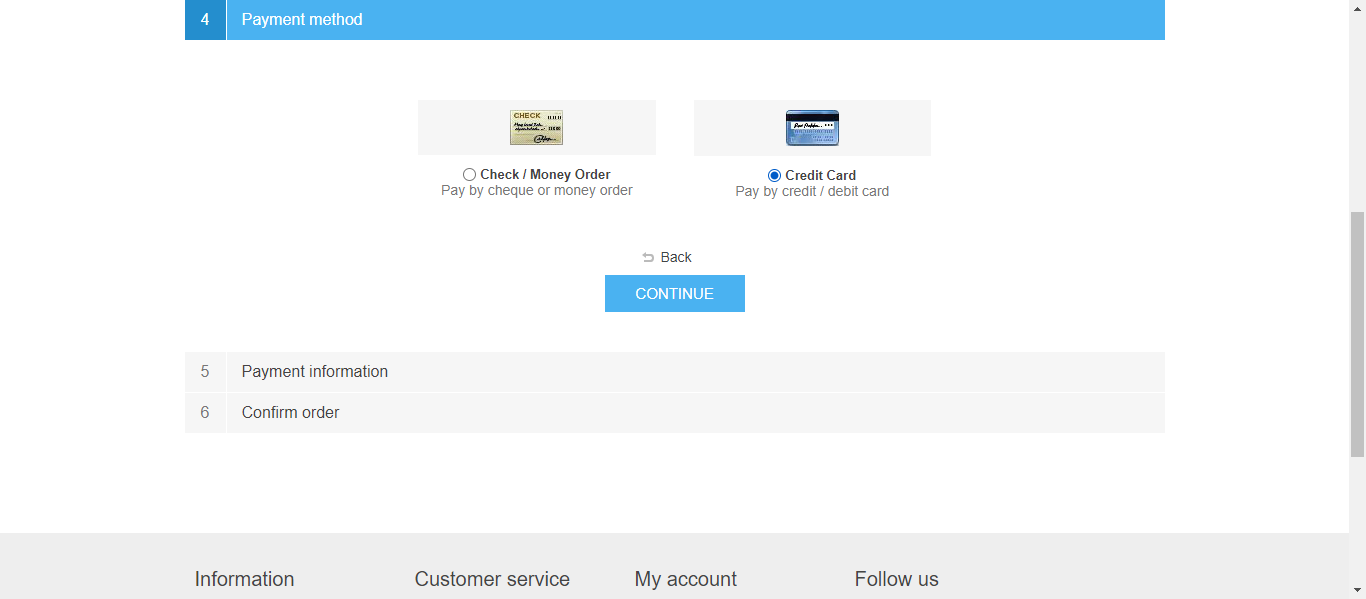 4 Payment method
CHECK
Check / Money Order
Pay by cheque or money order
Credit Card
Pay by credit / debit card
Back
CONTINUE
5 Payment information
6 Confirm order
Information Customer service My account Follow us